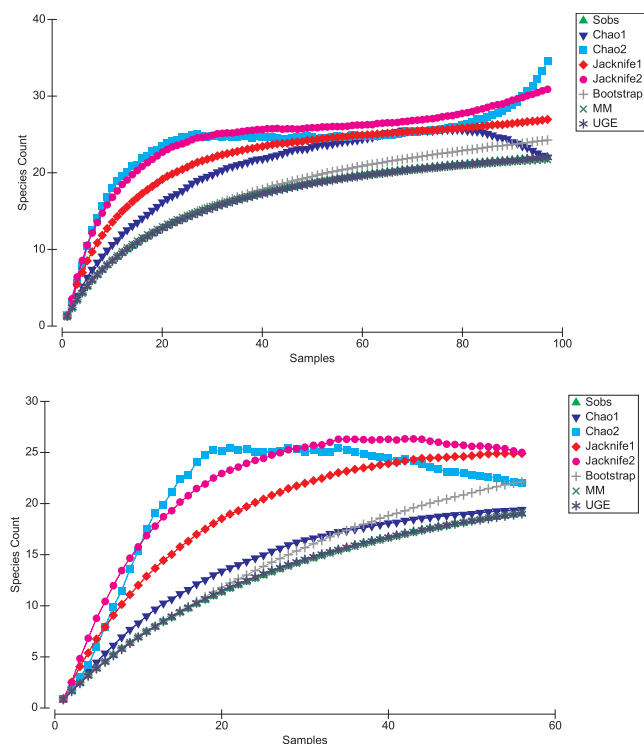 40
30
20
10
0
Species Count
0
20
40
60
80
100
Samples
Sobs
Chao1
Chao2
Jacknife1
Jacknife2
Bootstrap
MM
UGE
30
25
20
15
10
5
0
Species Count
0
20
40
60
Samples
Sobs
Chao1
Chao2
Jacknife1
Jacknife2
Bootstrap
MM
UGE